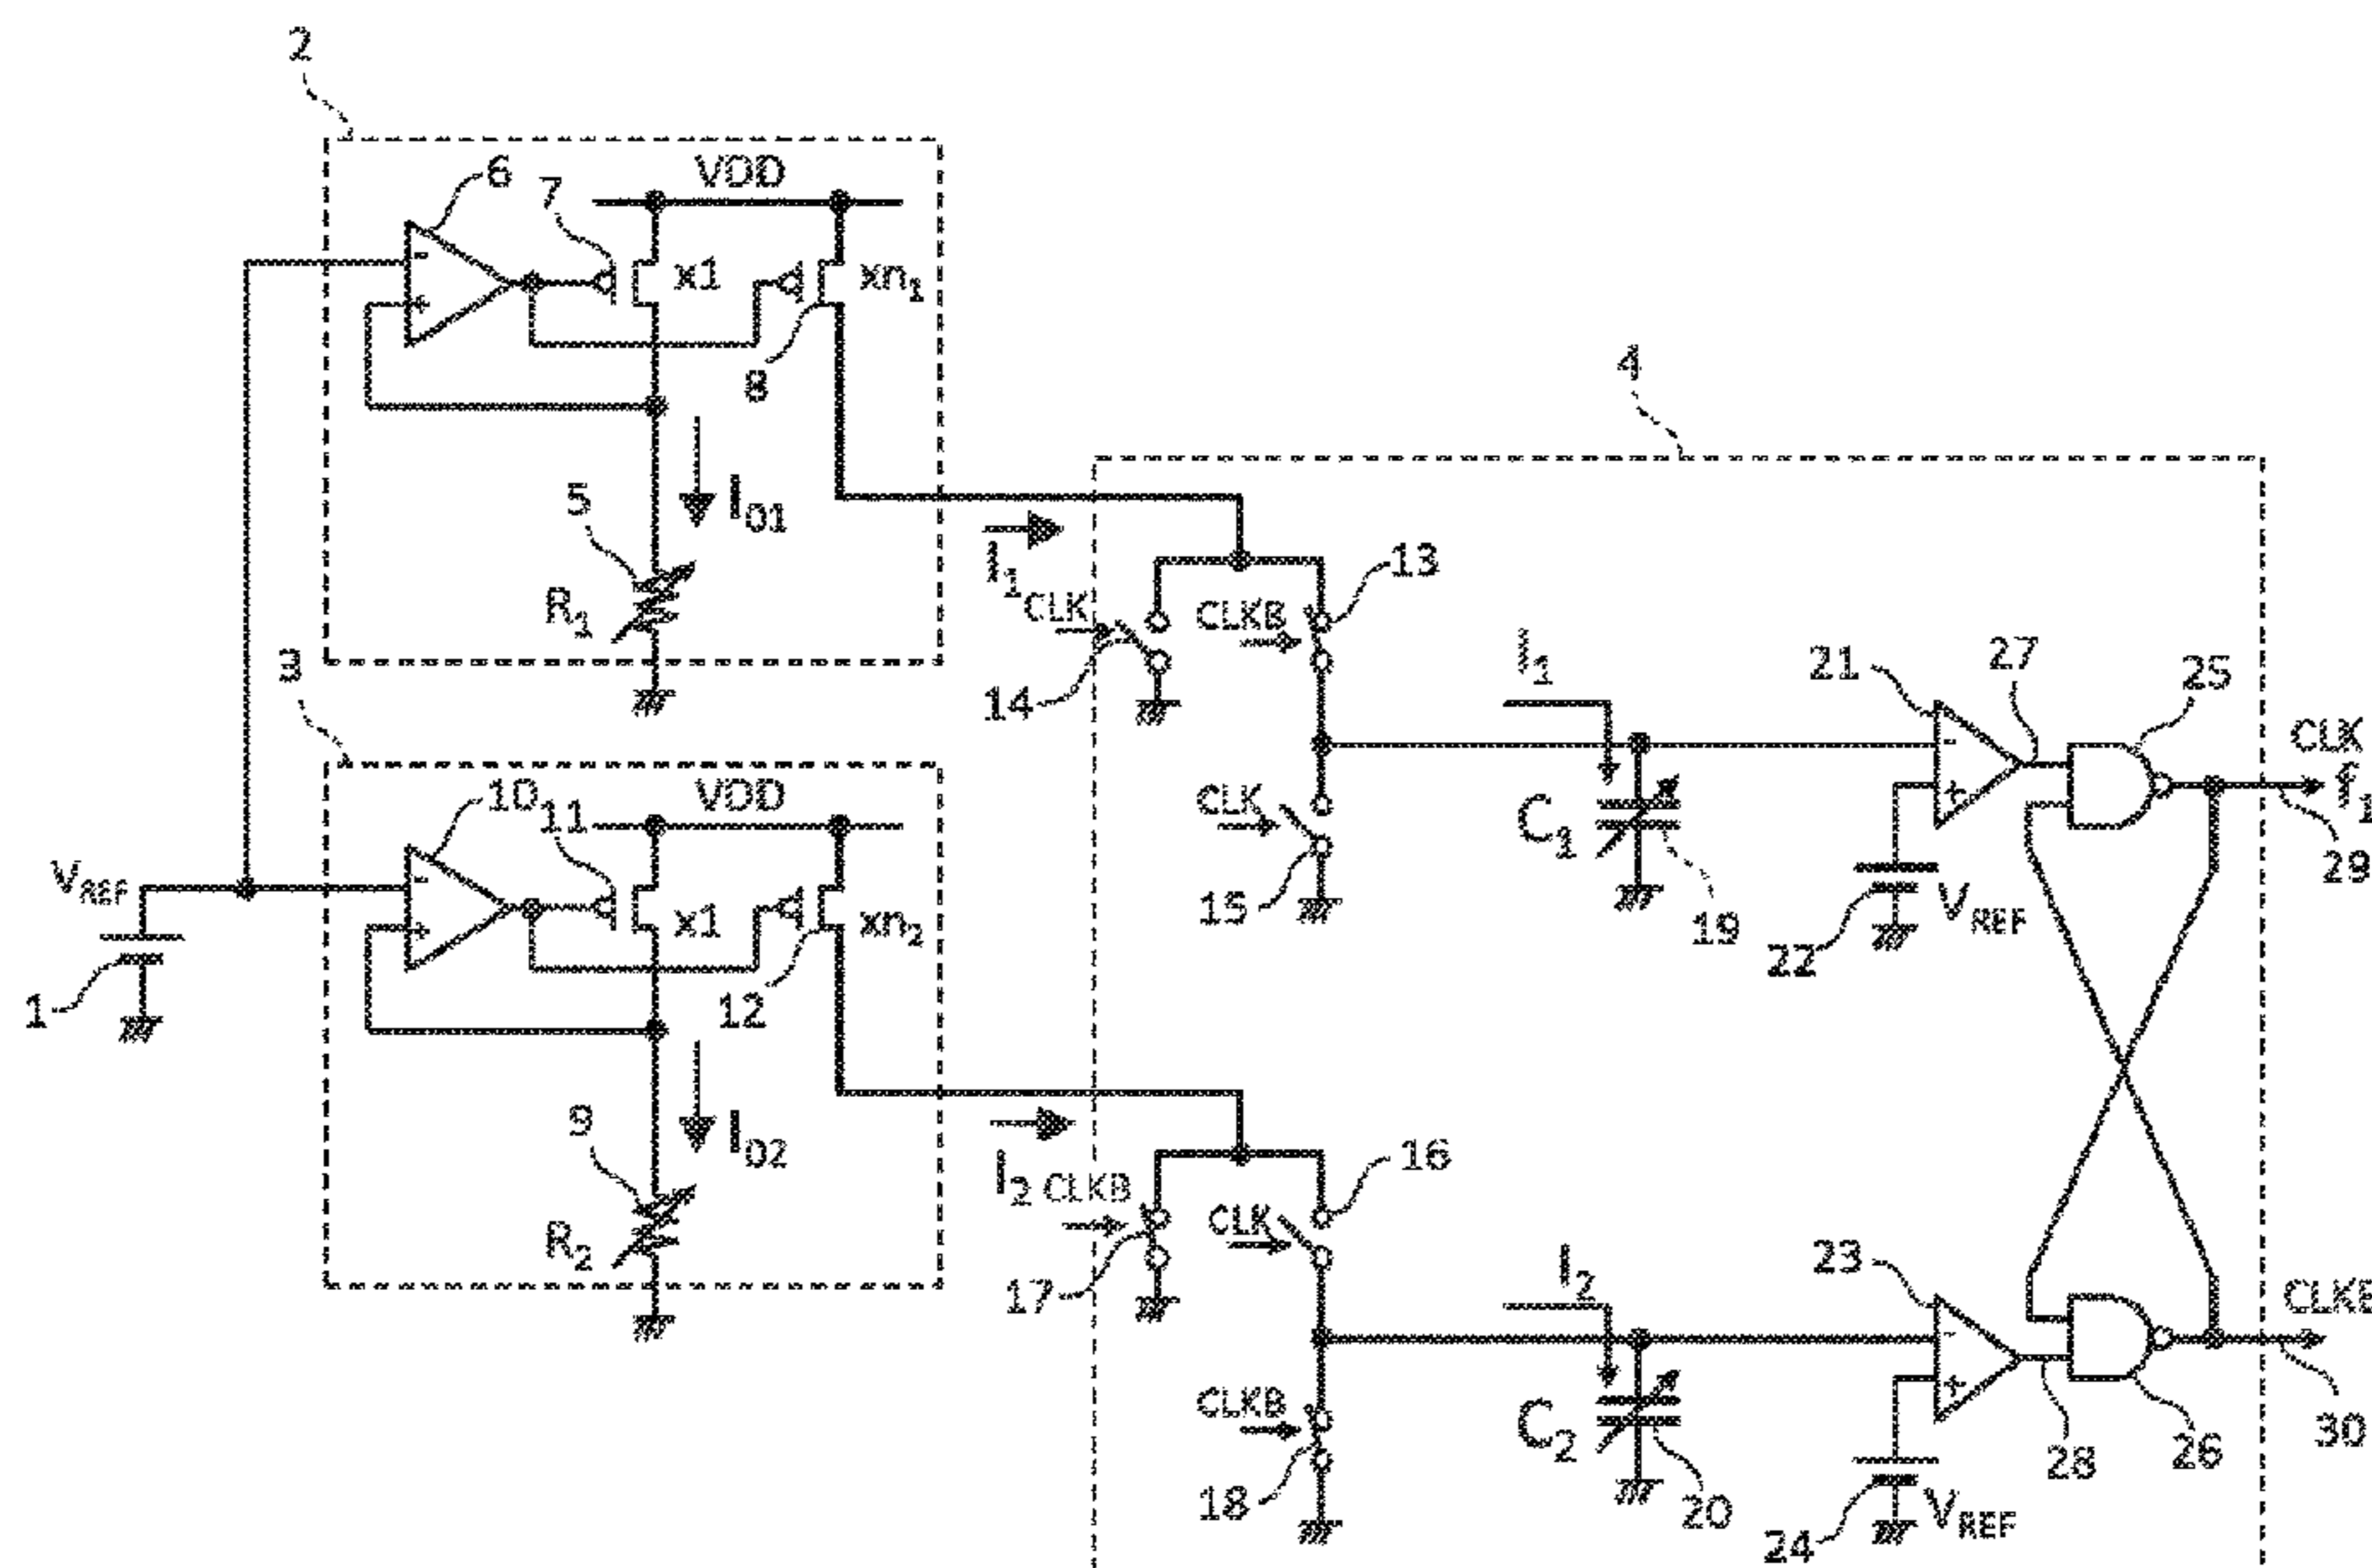 2
6
7
VDD
x1
xn1
8
4
5
I01
R1
I1
CLK
CLKB
13
14
I1
21
27
25
CLK
f1
29
CLK
15
C1
19
22
VREF
3
10
11
VDD
x1
xn2
12
VREF
1
I02
9
R2
I2
CLKB
CLK
16
17
I2
23
CLKB
30
CLKB
18
C2
20
24
VREF
28
26